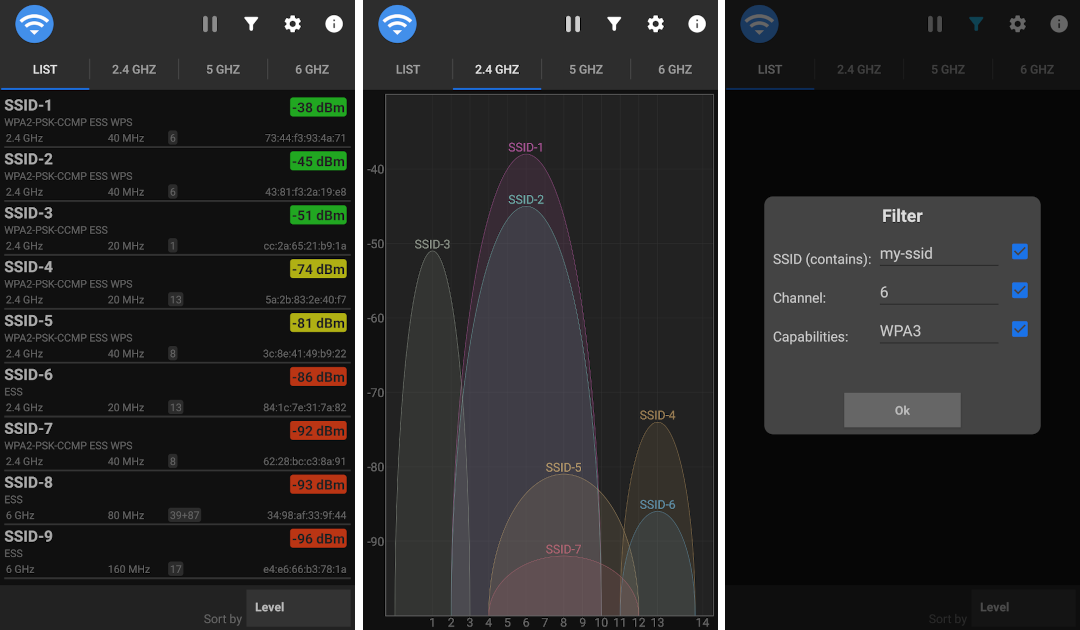 LIST 2.4 GHZ 5 GHZ 6 GHZ
SSID-1 -38 dBm
WPA2-PSK-CCMP ESS WPS
2.4 GHz 40 MHz 6 73:44:f3:93:4a:71
SSID-2 -45 dBm
WPA2-PSK-CCMP ESS WPS
2.4 GHz 40 MHz 6 43:81:f3:2a:19:e8
SSID-3 -51 dBm
WPA2-PSK-CCMP ESS
2.4 GHz 20 MHz 1 cc:2a:65:21:b9:1a
SSID-4 -74 dBm
WPA2-PSK-CCMP ESS WPS
2.4 GHz 20 MHz 13 5a:2b:83:2e:40:f7
SSID-5 -81 dBm
WPA2-PSK-CCMP ESS WPS
2.4 GHz 40 MHz 8 3c:8e:41:49:b9:22
SSID-6 -86 dBm
ESS
2.4 GHz 20 MHz 13 84:1c:7e:31:7a:82
SSID-7 -92 dBm
WPA2-PSK-CCMP ESS WPS
2.4 GHz 40 MHz 8 62:28:bc:c3:8a:91
SSID-8 -93 dBm
ESS
6 GHz 80 MHz 39+87 34:98:af:33:9f:44
SSID-9 -96 dBm
ESS
6 GHz 160 MHz 17 e4:e6:66:b3:78:1a
Sort by Level
LIST 2.4 GHZ 5 GHZ 6 GHZ
SSID-1
-40
SSID-2
SSID-3
-50
-60
-70
SSID-4
SSID-5
-80
SSID-6
-90
SSID-7
1 2 3 4 5 6 7 8 9 10 11 12 13 14
LIST 2.4 GHZ 5 GHZ 6 GHZ
Filter
SSID (contains): my-ssid
Channel: 6
Capabilities: WPA3
Ok
Sort by Level